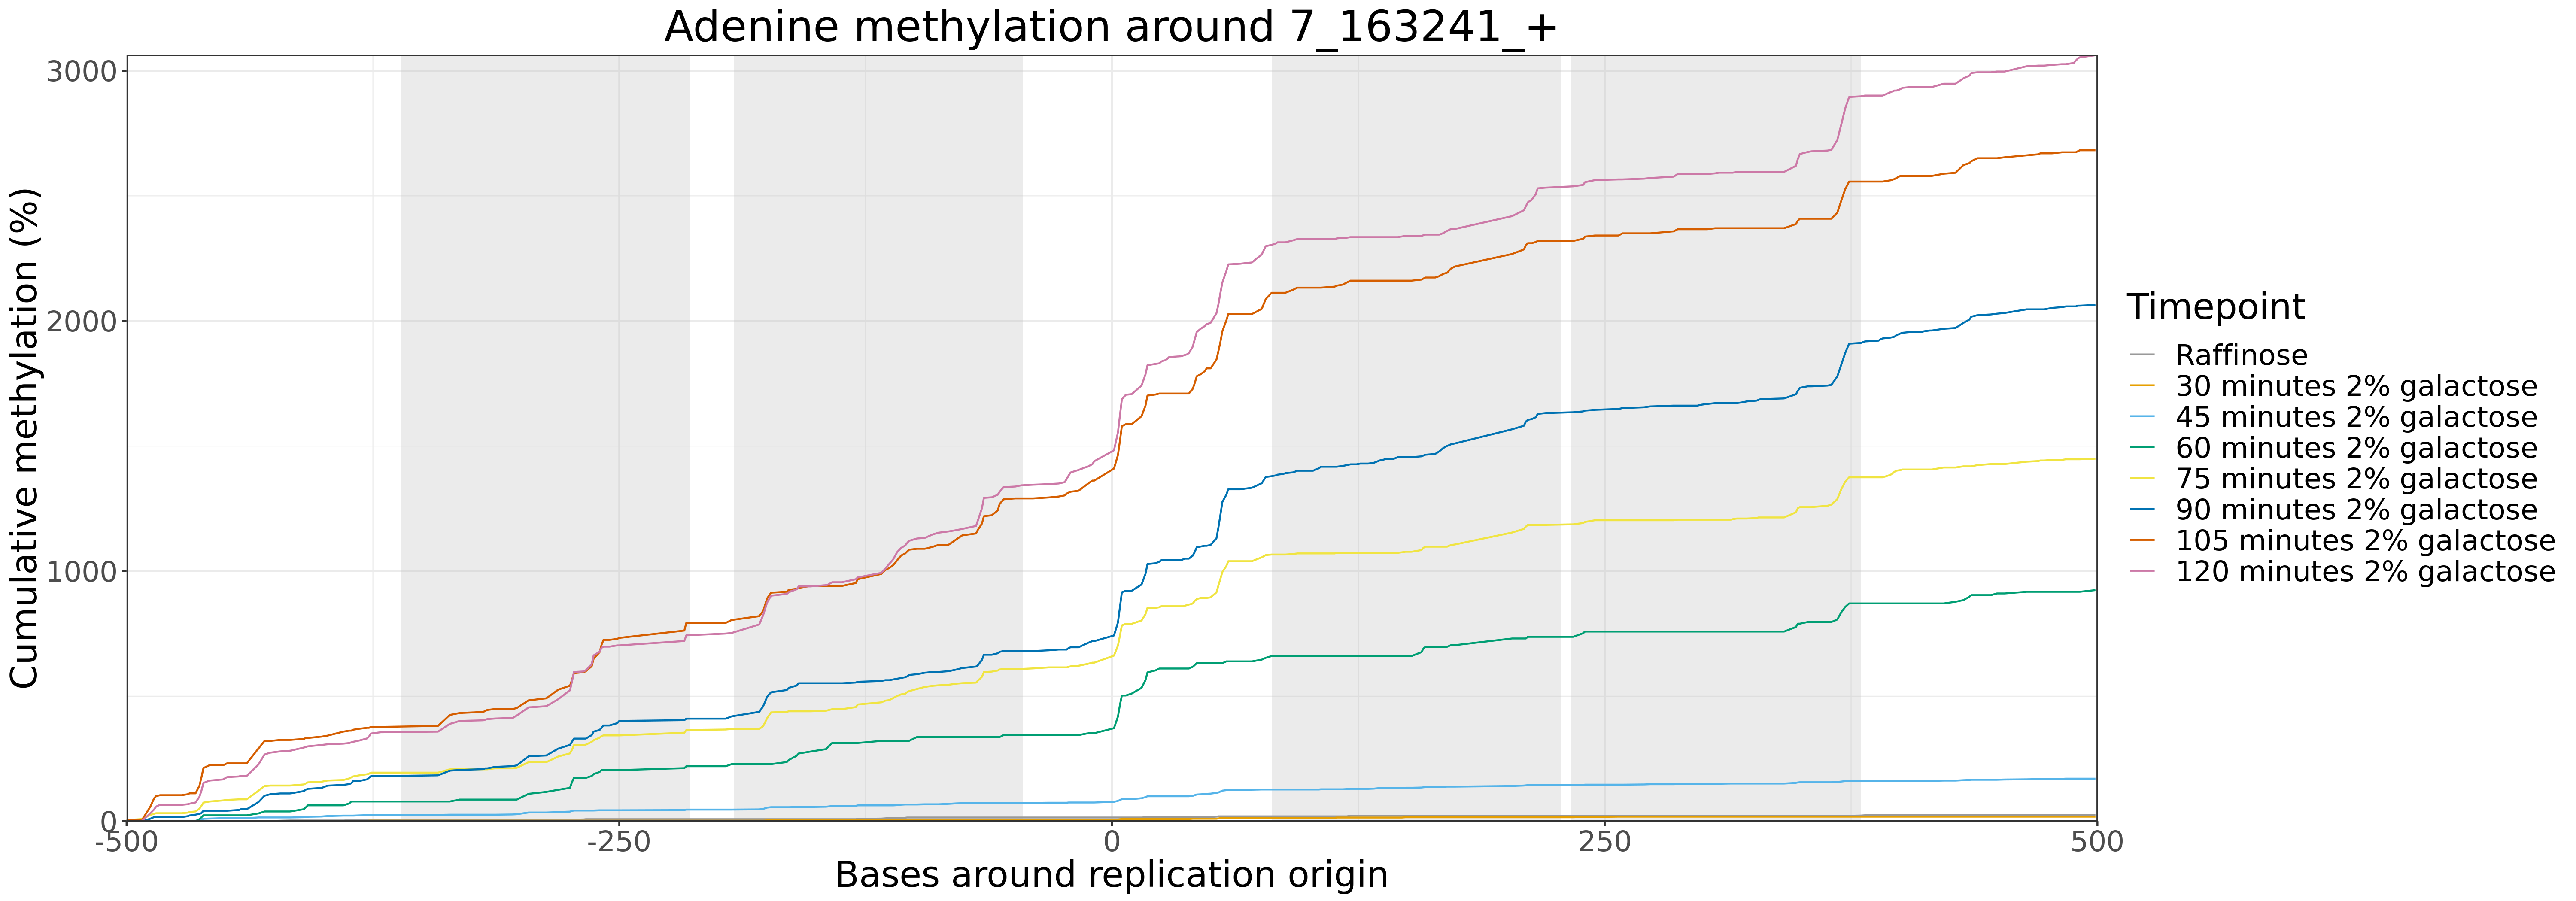 Adenine methylation around 7_163241_+
Cumulative methylation (%)
3000
2000
1000
0
-500
-250
0
250
500
Bases around replication origin
Timepoint
Raffinose
30 minutes 2% galactose
45 minutes 2% galactose
60 minutes 2% galactose
75 minutes 2% galactose
90 minutes 2% galactose
105 minutes 2% galactose
120 minutes 2% galactose